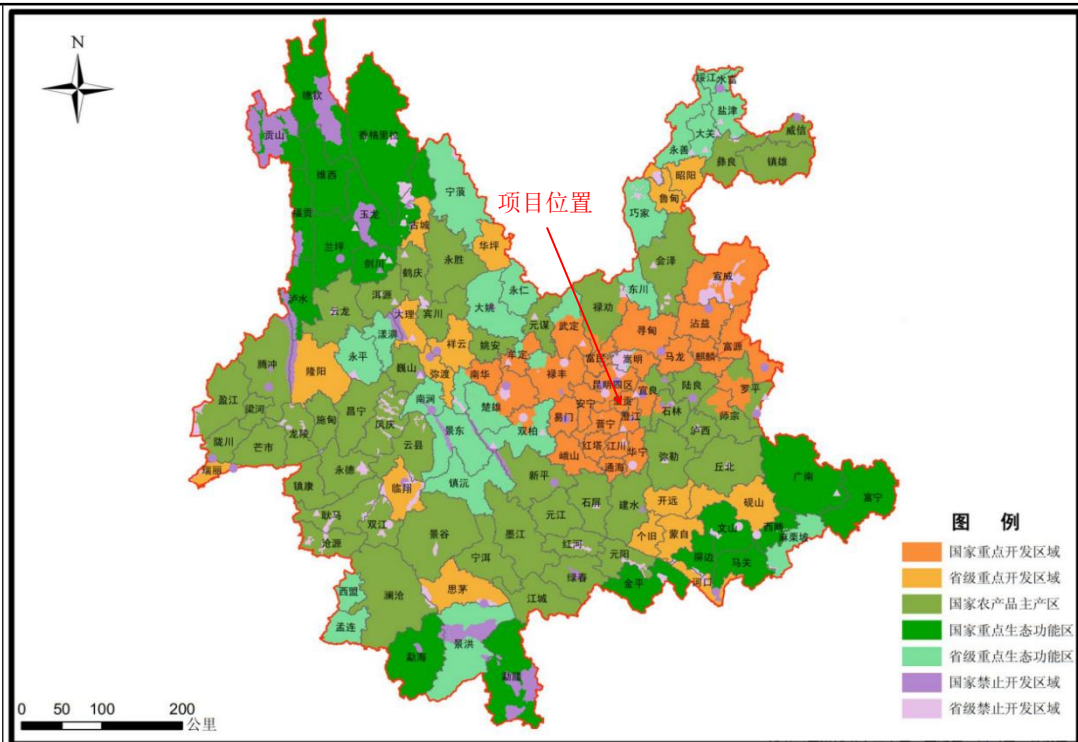 N
德钦
贡山
香格里拉
维西
福贡
玉龙
兰坪
剑川
古城
宁蒗
华坪
永胜
鹤庆
泸水
云龙
洱源
大理
宾川
漾濞
永平
祥云
弥渡
巍山
南涧
大姚
永仁
姚安
元谋
武定
禄劝
牟定
南华
楚雄
双柏
禄丰
富民
嵩明
寻甸
东川
会泽
巧家
鲁甸
昭阳
永善
大关
盐津
绥江
水富
彝良
镇雄
威信
宣威
沾益
富源
马龙
麒麟
陆良
罗平
师宗
石林
泸西
宜良
昆明四区
安宁
晋宁
澄江
易门
红塔
江川
华宁
通海
峨山
新平
弥勒
丘北
广南
富宁
砚山
开远
文山
西畴
麻栗坡
马关
屏边
河口
蒙自
个旧
建水
石屏
元江
红河
元阳
金平
绿春
墨江
江城
宁洱
思茅
景谷
镇沅
景东
临翔
云县
凤庆
昌宁
施甸
隆阳
腾冲
盈江
梁河
龙陵
陇川
芒市
瑞丽
永德
镇康
耿马
双江
沧源
澜沧
西盟
孟连
勐海
景洪
勐腊
项目位置
图 例
国家重点开发区域
省级重点开发区域
国家农产品主产区
国家重点生态功能区
省级重点生态功能区
国家禁止开发区域
省级禁止开发区域
0 50 100 200
公里